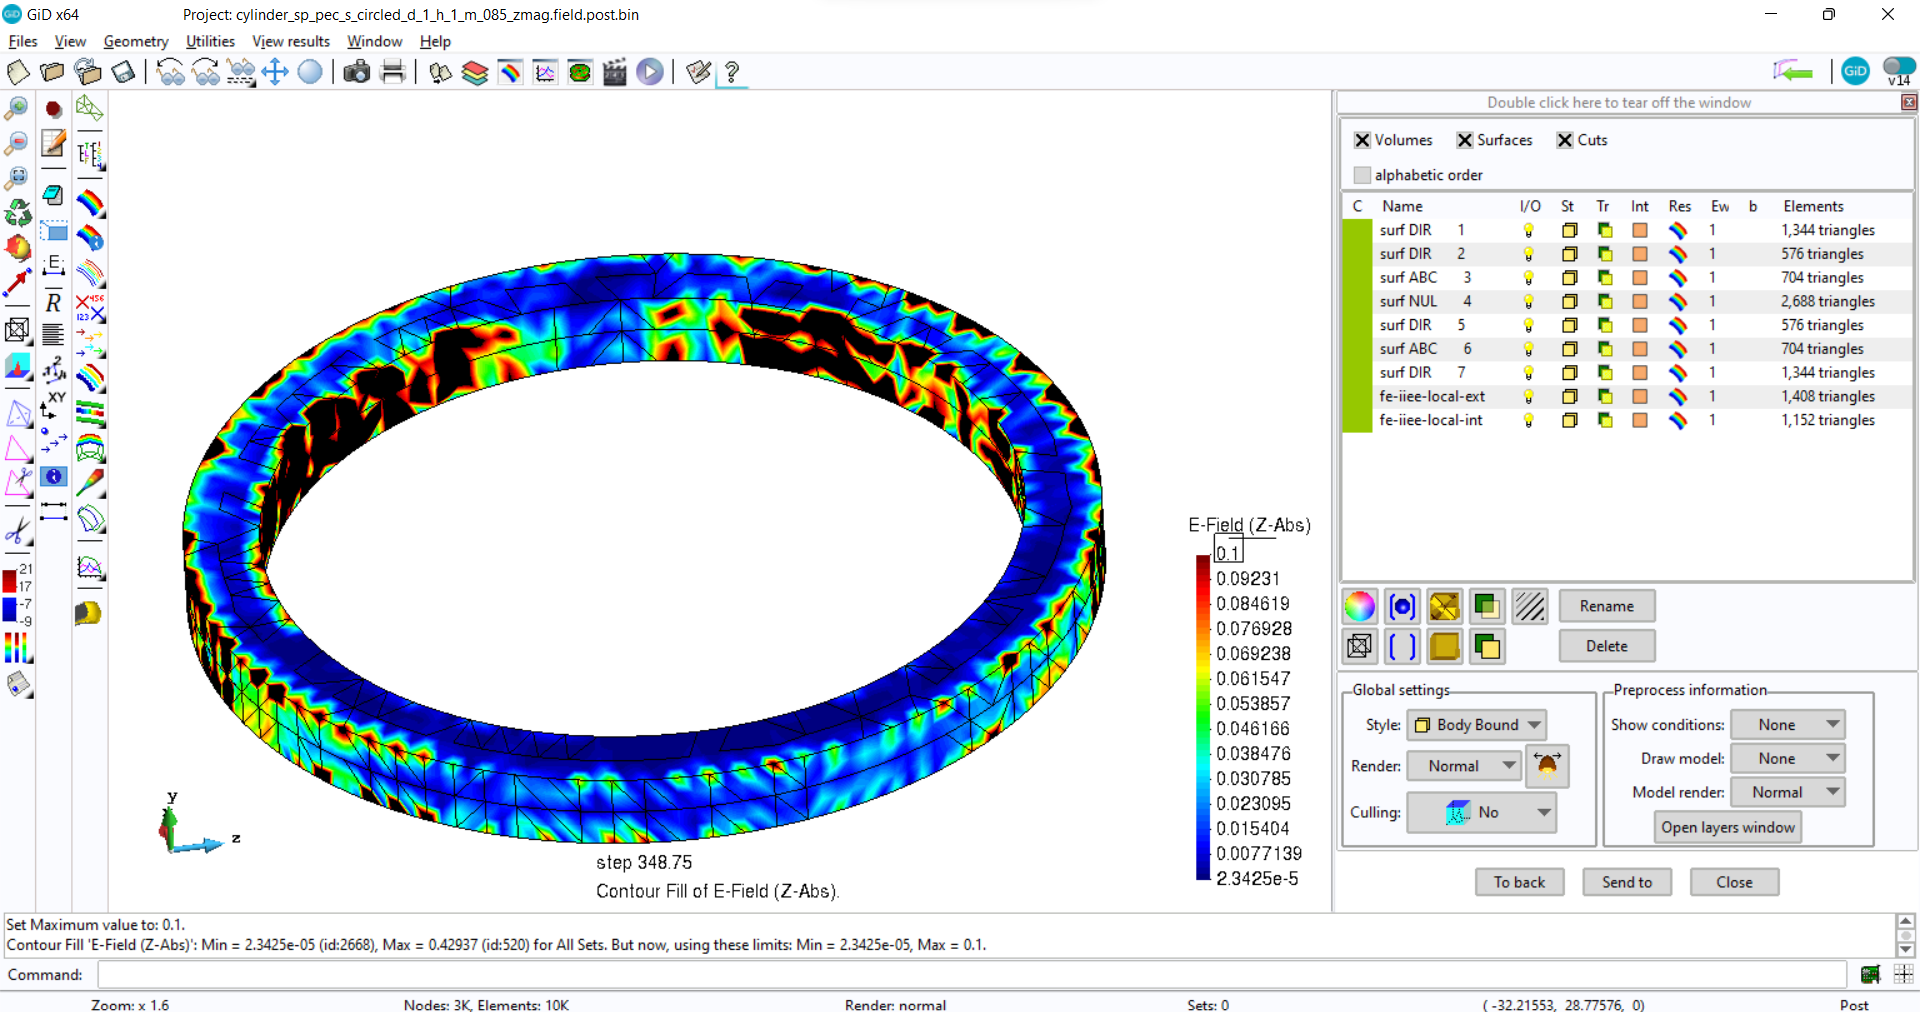 GiD x64 Project: cylinder_sp_pec_s_circled_d_1_h_1_m_085_zmag.field.post.bin
Files View Geometry Utilities View results Window Help
GiD
v14
Double click here to tear off the window
Volumes Surfaces Cuts
alphabetic order
C Name I/O St Tr Int Res Ew b Elements
surf DIR 1 1 1,344 triangles
surf DIR 2 1 576 triangles
surf ABC 3 1 704 triangles
surf NUL 4 1 2,688 triangles
surf DIR 5 1 576 triangles
surf ABC 6 1 704 triangles
surf DIR 7 1 1,344 triangles
fe-iiee-local-ext 1 1,408 triangles
fe-iiee-local-int 1 1,152 triangles
Rename
Delete
Global settings
Style: Body Bound
Render: Normal
Culling: No
Preprocess information
Show conditions: None
Draw model: None
Model render: Normal
Open layers window
To back Send to Close
E-Field (Z-Abs)
0.1
0.09231
0.084619
0.076928
0.069238
0.061547
0.053857
0.046166
0.038476
0.030785
0.023095
0.015404
0.0077139
2.3425e-5
y
z
step 348.75
Contour Fill of E-Field (Z-Abs).
E
R
XY
456
123
21
17
-7
-9
Set Maximum value to: 0.1.
Contour Fill 'E-Field (Z-Abs)': Min = 2.3425e-05 (id:2668), Max = 0.42937 (id:520) for All Sets. But now, using these limits: Min = 2.3425e-05, Max = 0.1.
Command:
Zoom: x 1.6 Nodes: 3K, Elements: 10K Render: normal Sets: 0 ( -32.21553, 28.77576, 0) Post